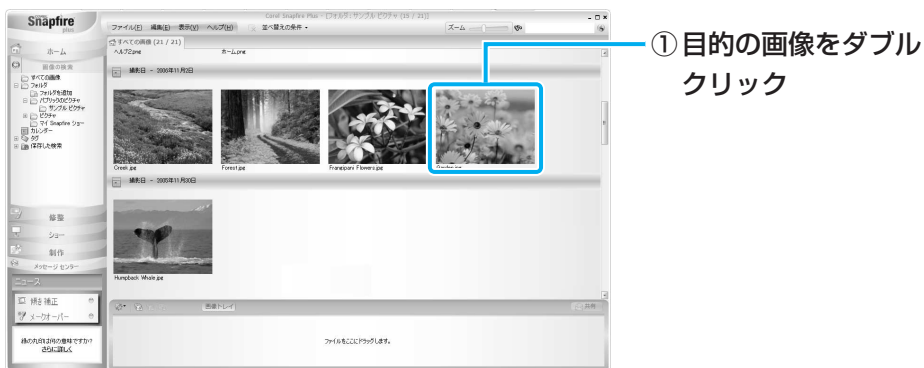 Snapfire
plus
Corel Snapfire Plus - [フォルダ: サンプル ピクチャ (15 / 21)]
ファイル(F) 編集(E) 表示(V) ヘルプ(H)
並べ替えの条件
ズーム
すべての画像 (21 / 21)
ヘルプ2.png
ホーム.png
ホーム
画像の検索
すべての画像
フォルダ
フォルダを追加
パブリックのピクチャ
サンプル ピクチャ
ピクチャ
マイ Snapfire ショー
カレンダー
タグ
保存した検索
撮影日 - 2006年11月2日
Creek.jpg
Forest.jpg
Frangipani Flowers.jpg
Garden.jpg
撮影日 - 2005年11月30日
Humpback Whale.jpg
修整
ショー
制作
メッセージ センター
ニュース
傾き補正
メークオーバー
緑の丸印は何の意味ですか?
さらに詳しく
画像トレイ
共有
ファイルをここにドラッグします。
①目的の画像をダブル
クリック